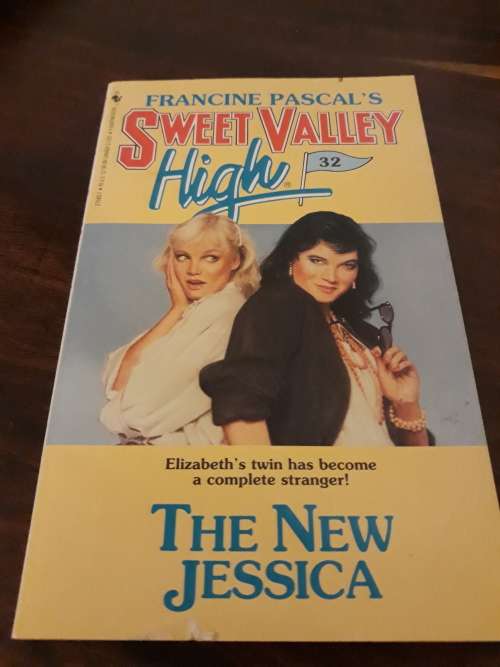 FRANCINE PASCAL'S
SWEET VALLEY
High®
32
Elizabeth's twin has become
a complete stranger!
THE NEW
JESSICA